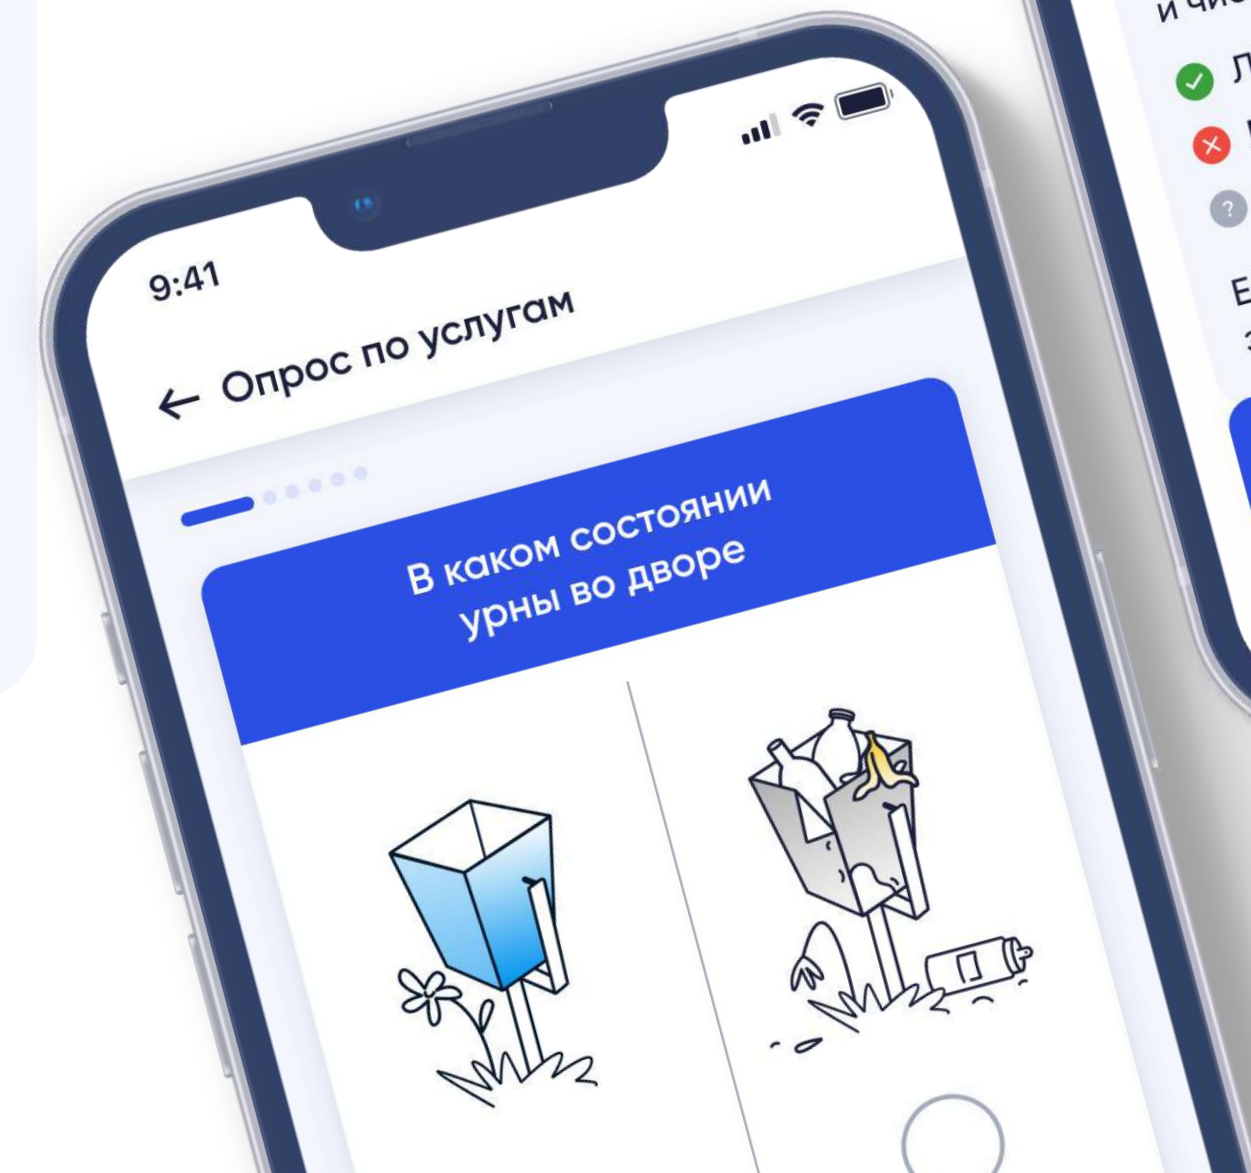 9:41
Опрос по услугам
В каком состоянии
урны во дворе